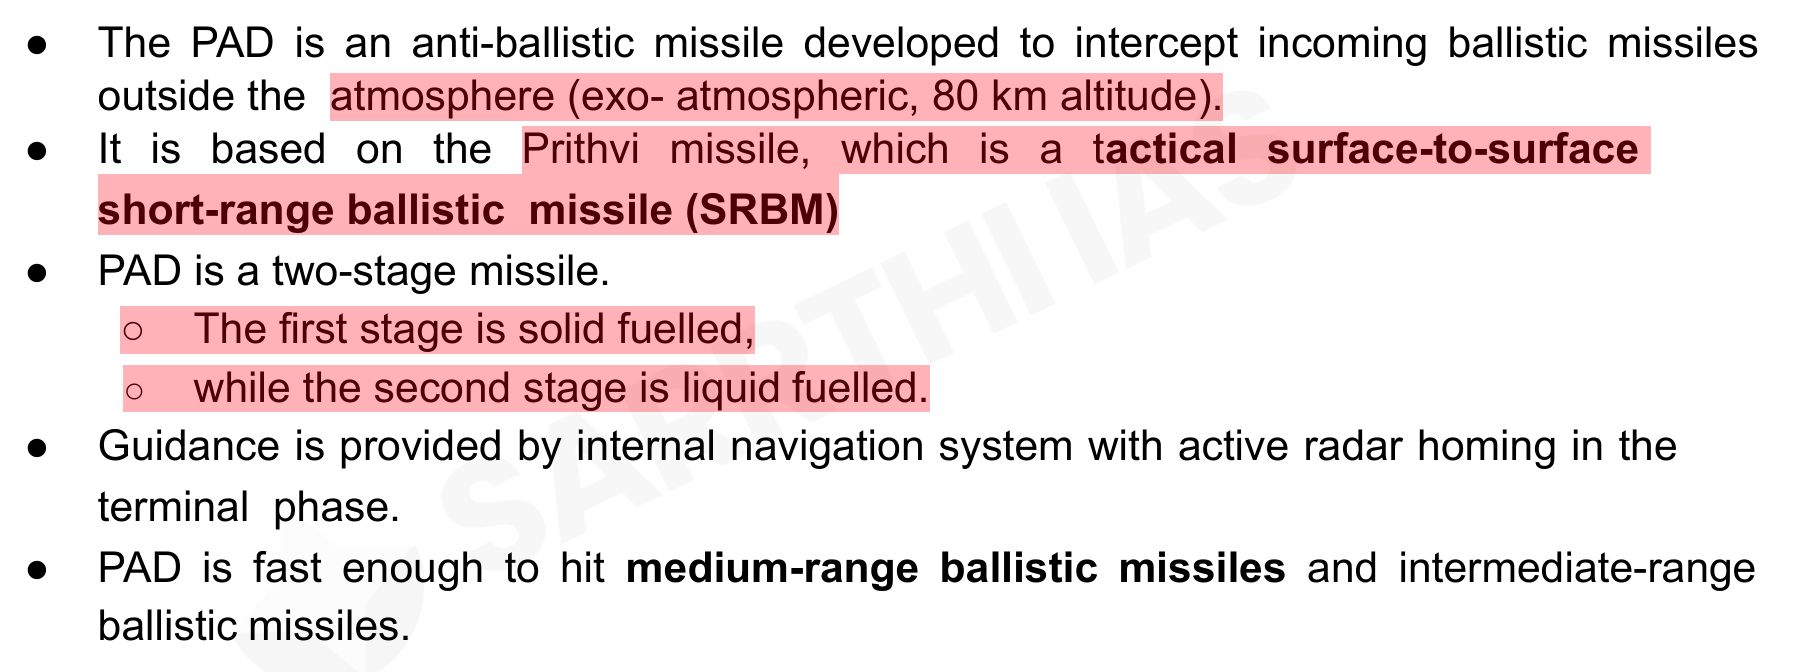 ● The PAD is an anti-ballistic missile developed to intercept incoming ballistic missiles
outside the atmosphere (exo- atmospheric, 80 km altitude).
● It is based on the Prithvi missile, which is a tactical surface-to-surface
short-range ballistic missile (SRBM)
● PAD is a two-stage missile.
○ The first stage is solid fuelled,
○ while the second stage is liquid fuelled.
● Guidance is provided by internal navigation system with active radar homing in the
terminal phase.
● PAD is fast enough to hit medium-range ballistic missiles and intermediate-range
ballistic missiles.
SARRTHI IAS